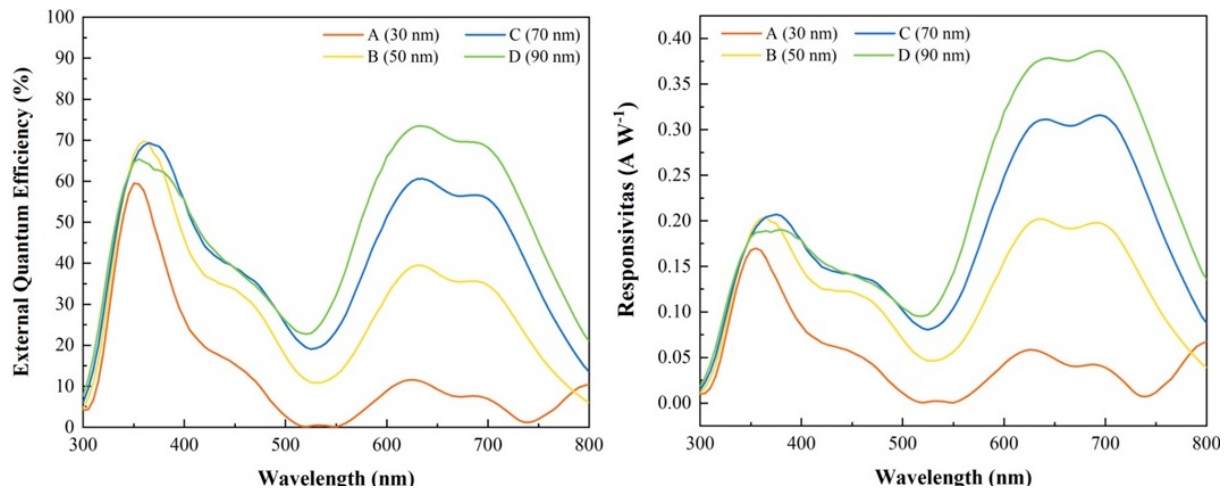 External Quantum Efficiency (%)
100
90
80
70
60
50
40
30
20
10
0
A (30 nm)
C (70 nm)
B (50 nm)
D (90 nm)
300
400
500
600
700
800
Wavelength (nm)
Responsivitas (A W-1)
0.40
0.35
0.30
0.25
0.20
0.15
0.10
0.05
0.00
A (30 nm)
C (70 nm)
B (50 nm)
D (90 nm)
300
400
500
600
700
800
Wavelength (nm)